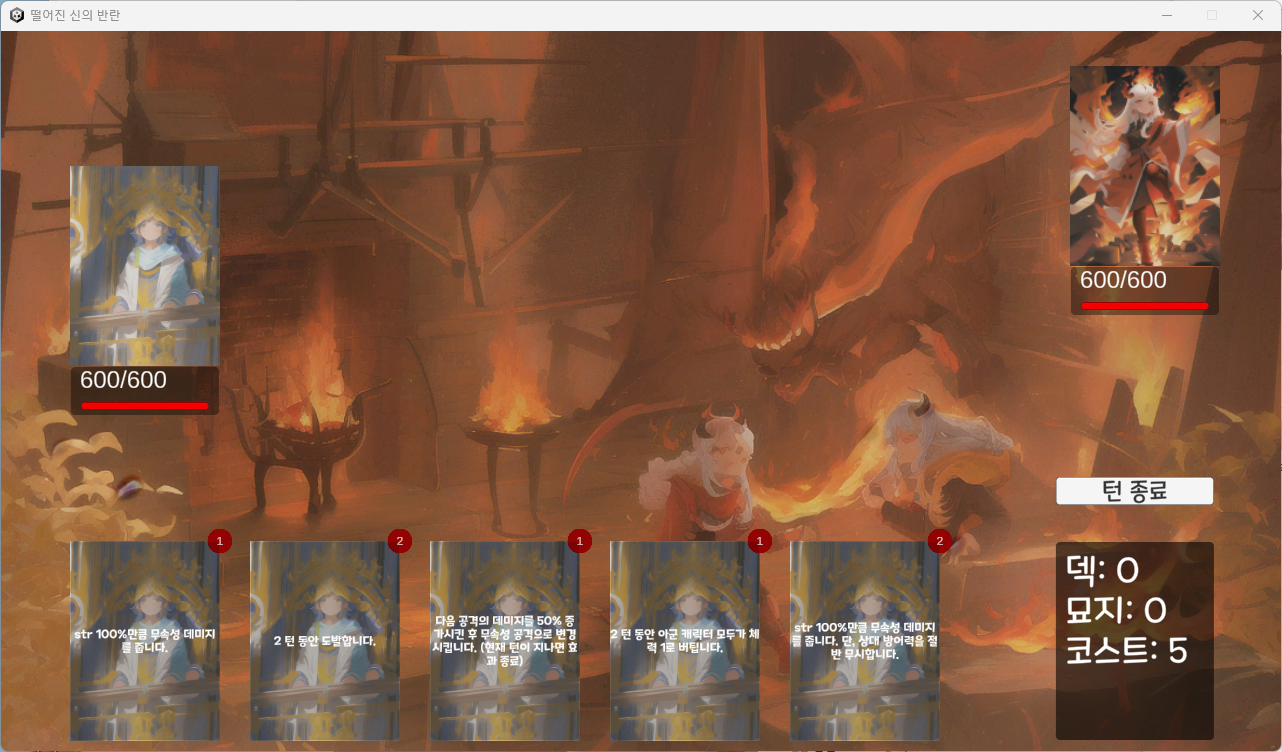 떨어진 신의 반란
600/600
600/600
턴 종료
1
2
1
1
2
str 100%만큼 무속성 데미지
를 줍니다.
2 턴 동안 도발합니다.
다음 공격의 데미지를 50% 증
가시킨 후 무속성 공격으로 변경
시킵니다. (현재 턴이 지나면 효
과 종료)
2 턴 동안 아군 캐릭터 모두가 체
력 1로 버팁니다.
str 100%만큼 무속성 데미지
를 줍니다. 단, 상대 방어력을 절
반 무시합니다.
덱: 0
묘지: 0
코스트: 5